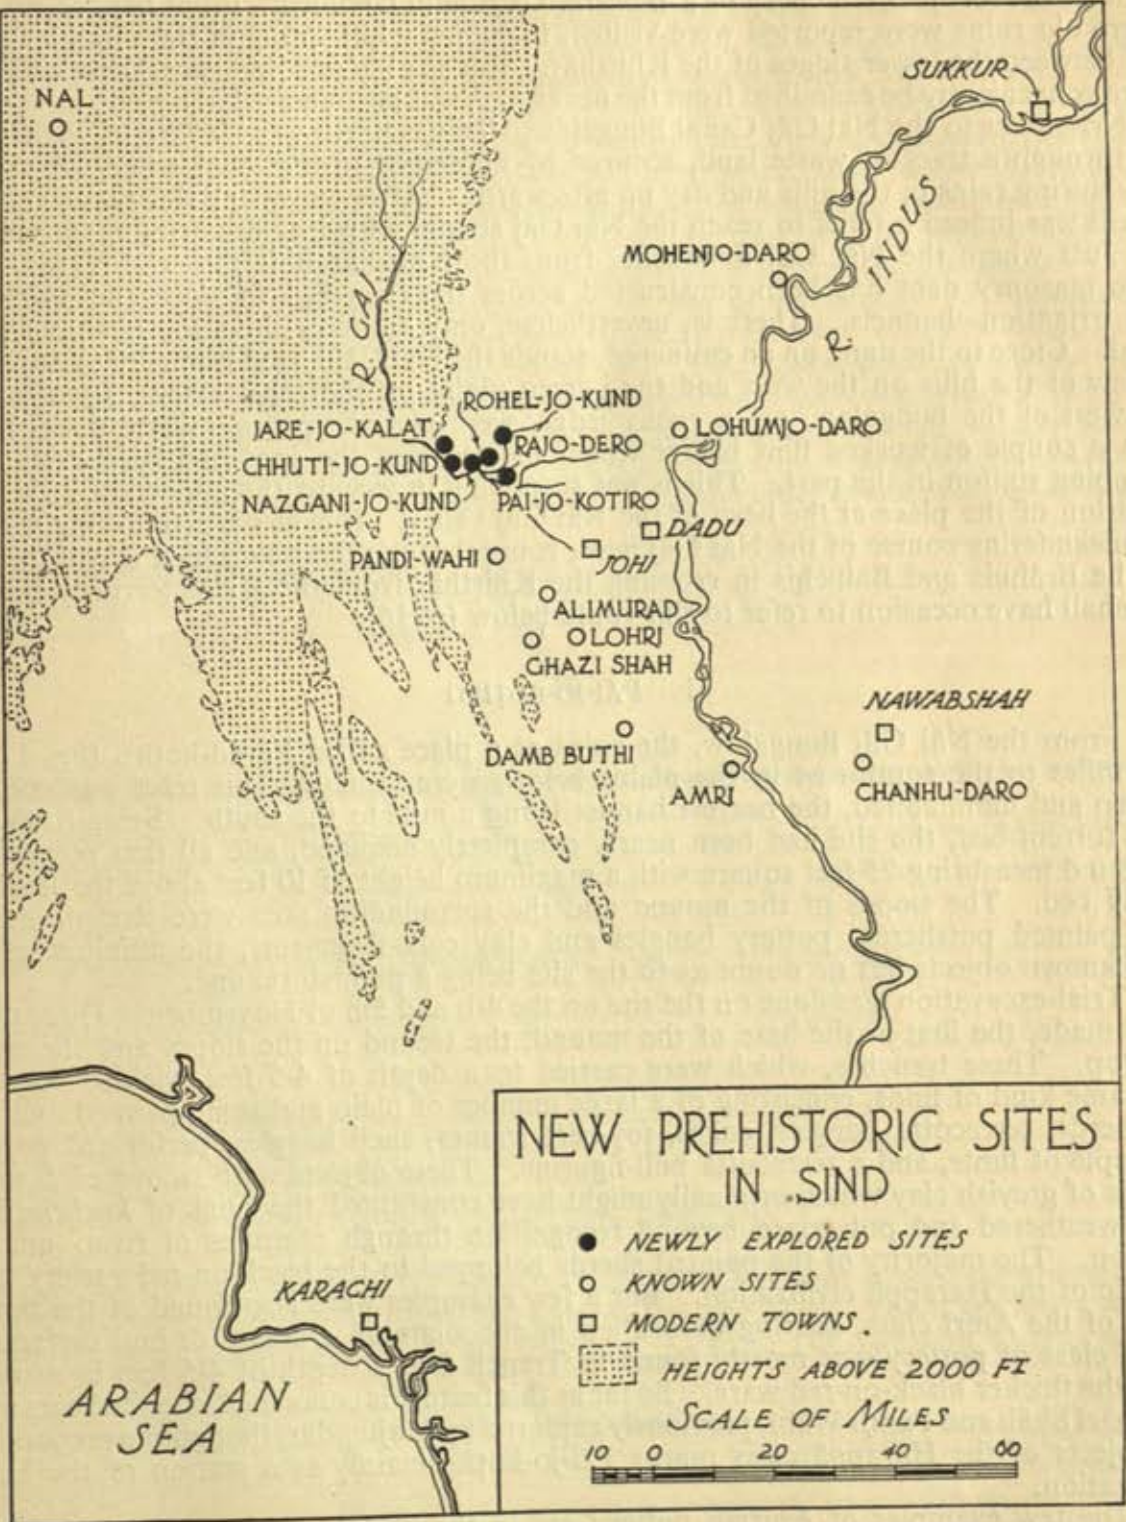 SUKKUR
NAL
INDUS
R.
MOHENJO-DARO
R. GAJ
ROHEL-JO-KUND
JARE-JO-KALAT
LOHUMJO-DARO
RAJO-DERO
CHHUTI-JO-KUND
NAZGANI-JO-KUND
PAI-JO-KOTIRO
DADU
PANDI-WAHI
JOHI
ALIMURAD
LOHRI
GHAZI SHAH
NAWABSHAH
DAMB BUTHI
AMRI
CHANHU-DARO
NEW PREHISTORIC SITES
IN SIND
NEWLY EXPLORED SITES
KNOWN SITES
MODERN TOWNS.
HEIGHTS ABOVE 2000 FT
SCALE OF MILES
10 0 20 40 60
KARACHI
ARABIAN
SEA